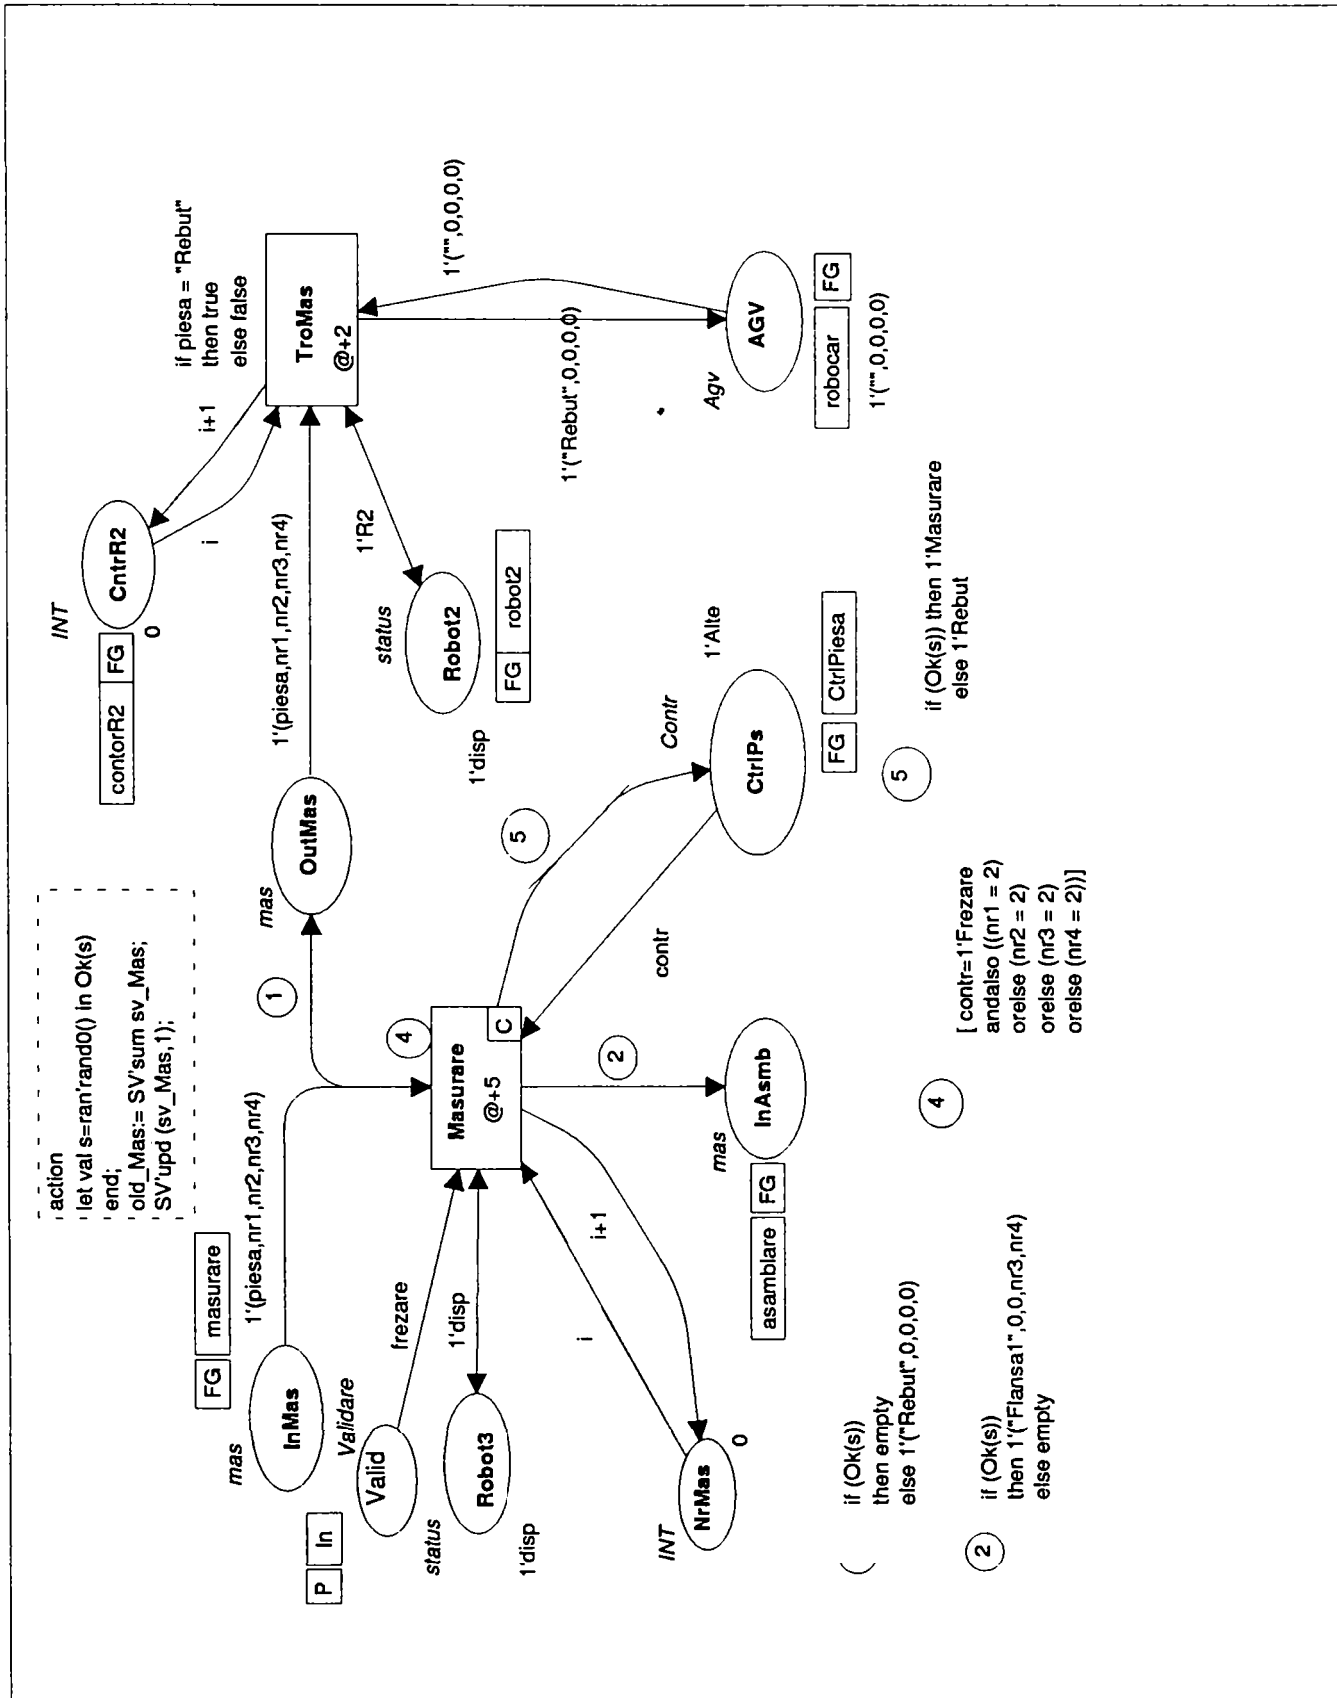 action
let val s=ran'rand0() in Ok(s)
end;
old_Mas:= SV'sum sv_Mas;
SV'upd (sv_Mas,1);
INT
contorR2
FG
CntrR2
0
i+1
i
if piesa = "Rebut"
then true
else false
TroMas
@+2
FG
masurare
mas
InMas
1'(piesa,nr1,nr2,nr3,nr4)
1
mas
OutMas
1'(piesa,nr1,nr2,nr3,nr4)
1'R2
status
Robot2
1'disp
FG
robot2
1'("",0,0,0,0)
1'("Rebut",0,0,0,0)
Agv
AGV
robocar
FG
1'("",0,0,0,0)
P
In
Validare
Valid
frezare
4
Masurare
@+5
C
5
Contr
1'Alte
CtrlPs
FG
CtrlPiesa
contr
status
Robot3
1'disp
1'disp
i
i+1
2
INT
NrMas
0
mas
InAsmb
asamblare
FG
if (Ok(s))
then empty
else 1'("Rebut",0,0,0,0)
2
if (Ok(s))
then 1'("Flansa1",0,0,nr3,nr4)
else empty
4
[ contr=1'Frezare
andalso ((nr1 = 2)
orelse (nr2 = 2)
orelse (nr3 = 2)
orelse (nr4 = 2))]
5
if (Ok(s)) then 1'Masurare
else 1'Rebut